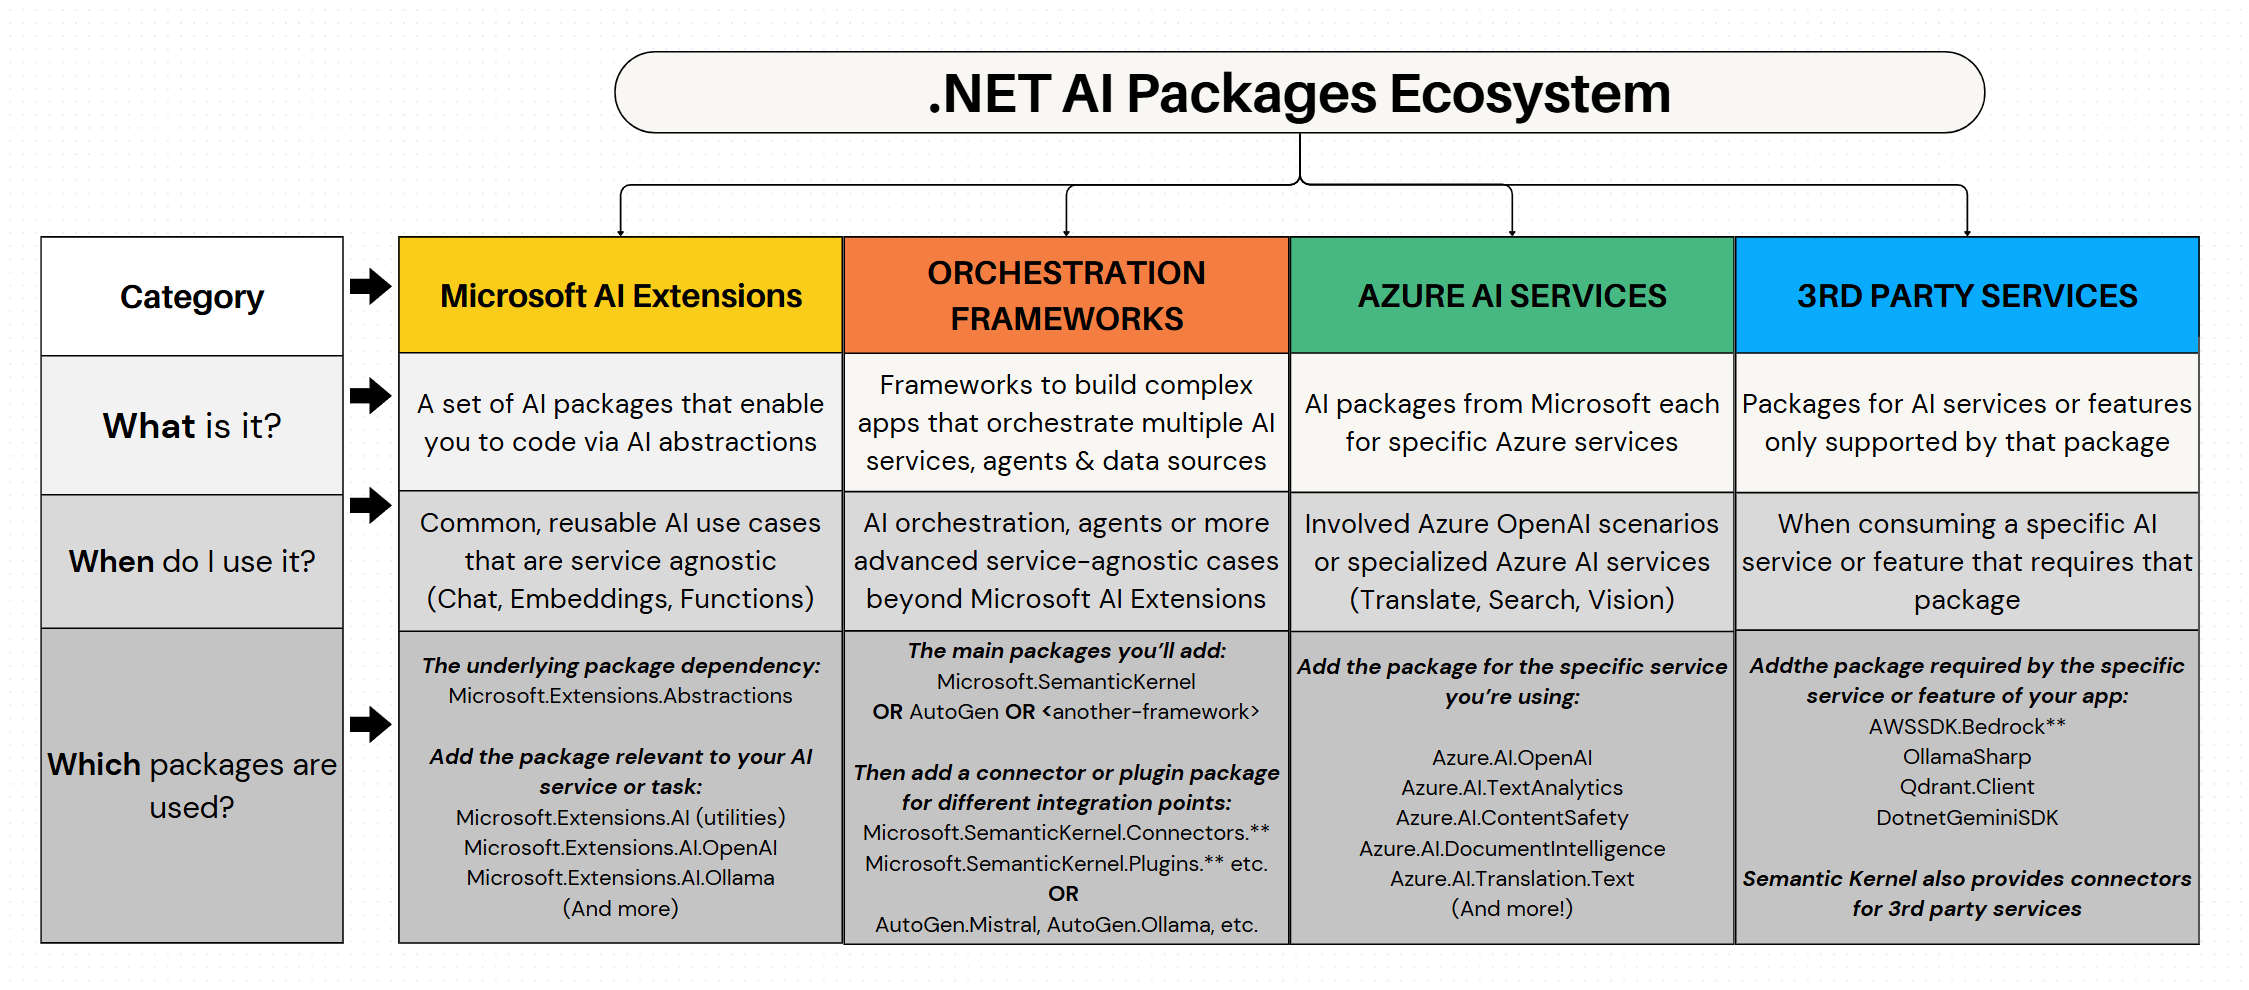 .NET AI Packages Ecosystem
Category
Microsoft AI Extensions
ORCHESTRATION
FRAMEWORKS
AZURE AI SERVICES
3RD PARTY SERVICES
What is it?
A set of AI packages that enable
you to code via AI abstractions
Frameworks to build complex
apps that orchestrate multiple AI
services, agents & data sources
AI packages from Microsoft each
for specific Azure services
Packages for AI services or features
only supported by that package
When do I use it?
Common, reusable AI use cases
that are service agnostic
(Chat, Embeddings, Functions)
AI orchestration, agents or more
advanced service-agnostic cases
beyond Microsoft AI Extensions
Involved Azure OpenAI scenarios
or specialized Azure AI services
(Translate, Search, Vision)
When consuming a specific AI
service or feature that requires that
package
Which packages are
used?
The underlying package dependency:
Microsoft.Extensions.Abstractions
Add the package relevant to your AI
service or task:
Microsoft.Extensions.AI (utilities)
Microsoft.Extensions.AI.OpenAI
Microsoft.Extensions.AI.Ollama
(And more)
The main packages you’ll add:
Microsoft.SemanticKernel
OR AutoGen OR <another-framework>
Then add a connector or plugin package
for different integration points:
Microsoft.SemanticKernel.Connectors.**
Microsoft.SemanticKernel.Plugins.** etc.
OR
AutoGen.Mistral, AutoGen.Ollama, etc.
Add the package for the specific service
you’re using:
Azure.AI.OpenAI
Azure.AI.TextAnalytics
Azure.AI.ContentSafety
Azure.AI.DocumentIntelligence
Azure.AI.Translation.Text
(And more!)
Addthe package required by the specific
service or feature of your app:
AWSSDK.Bedrock**
OllamaSharp
Qdrant.Client
DotnetGeminiSDK
Semantic Kernel also provides connectors
for 3rd party services